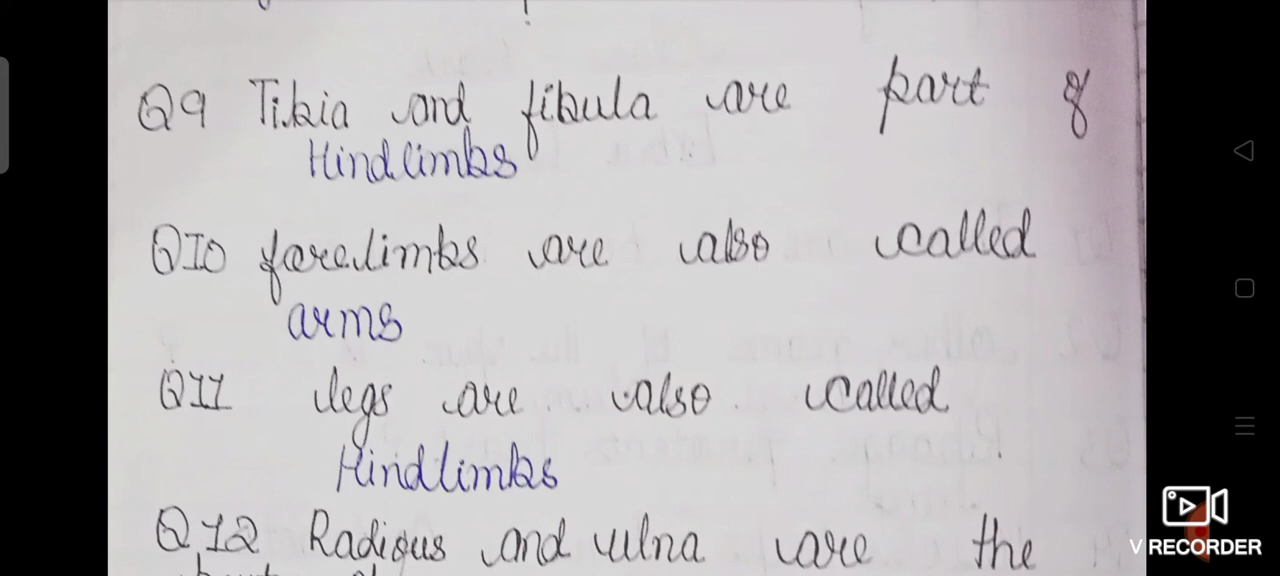 Q9 Tibia and fibula are part of
Hindlimbs
Q10 forelimbs are also called
arms
Q11 legs are also called
Hindlimbs
Q12 Radious and ulna are the
V RECORDER